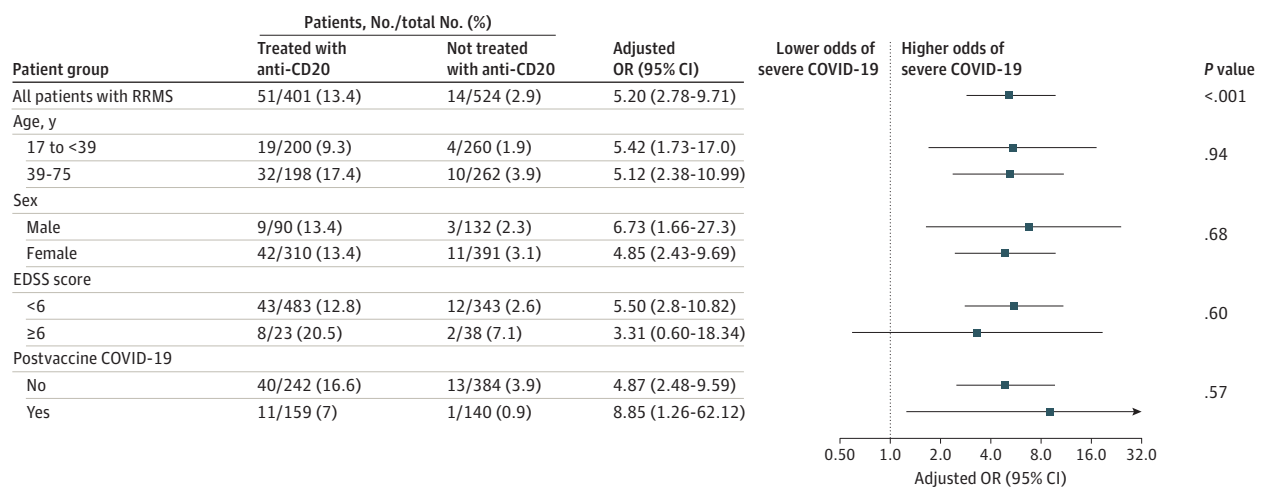 Patients, No./total No. (%)
Treated with Not treated Adjusted Lower odds of Higher odds of
Patient group anti-CD20 with anti-CD20 OR (95% CI) severe COVID-19 severe COVID-19 P value
All patients with RRMS 51/401 (13.4) 14/524 (2.9) 5.20 (2.78-9.71) <.001
Age, y
17 to <39 19/200 (9.3) 4/260 (1.9) 5.42 (1.73-17.0)
.94
39-75 32/198 (17.4) 10/262 (3.9) 5.12 (2.38-10.99)
Sex
Male 9/90 (13.4) 3/132 (2.3) 6.73 (1.66-27.3)
.68
Female 42/310 (13.4) 11/391 (3.1) 4.85 (2.43-9.69)
EDSS score
<6 43/483 (12.8) 12/343 (2.6) 5.50 (2.8-10.82)
.60
≥6 8/23 (20.5) 2/38 (7.1) 3.31 (0.60-18.34)
Postvaccine COVID-19
No 40/242 (16.6) 13/384 (3.9) 4.87 (2.48-9.59)
.57
Yes 11/159 (7) 1/140 (0.9) 8.85 (1.26-62.12)
0.50 1.0 2.0 4.0 8.0 16.0 32.0
Adjusted OR (95% CI)